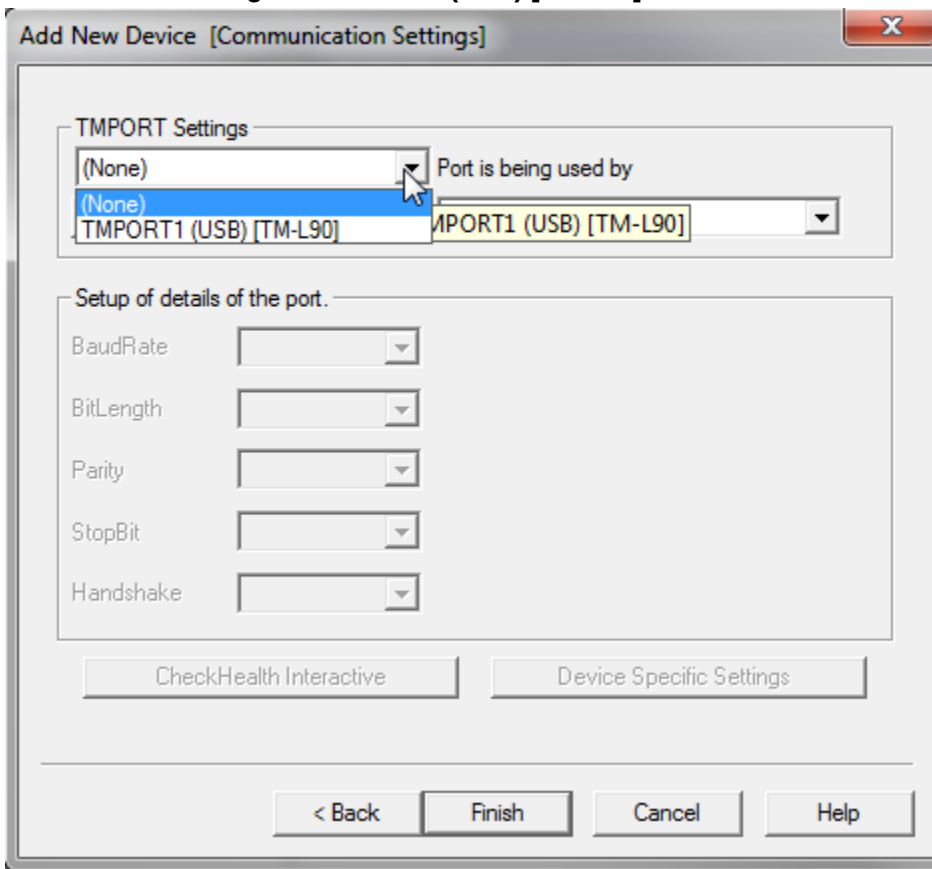 Add New Device [Communication Settings]
TMPORT Settings
(None)
Port is being used by
(None)
TMPORT1 (USB) [TM-L90]
MPORT1 (USB) [TM-L90]
Setup of details of the port.
BaudRate
BitLength
Parity
StopBit
Handshake
CheckHealth Interactive
Device Specific Settings
< Back
Finish
Cancel
Help